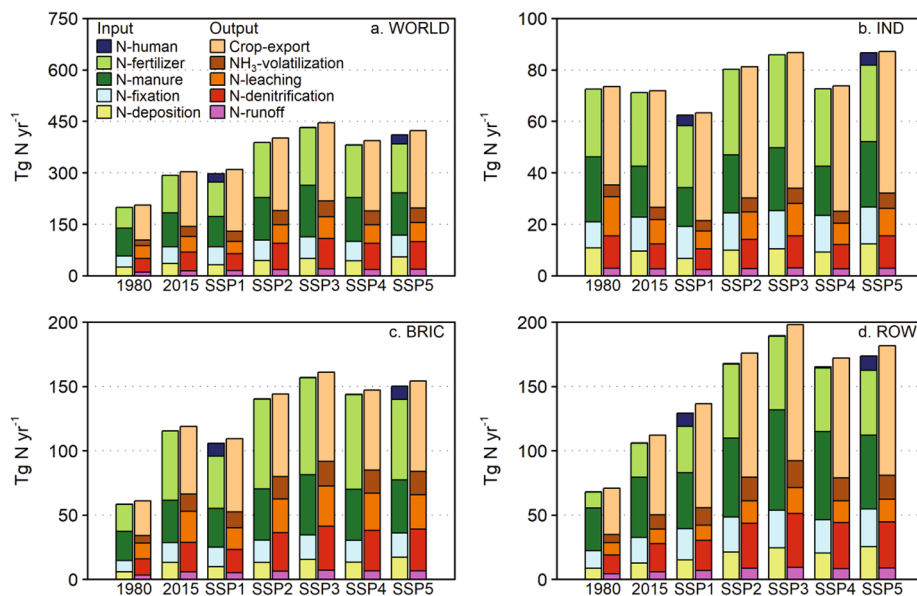 750
600
450
300
150
0
Tg N yr⁻¹
Input Output a. WORLD
N-human Crop-export
N-fertilizer NH₃-volatilization
N-manure N-leaching
N-fixation N-denitrification
N-deposition N-runoff
1980 2015 SSP1 SSP2 SSP3 SSP4 SSP5
100
80
60
40
20
0
Tg N yr⁻¹
b. IND
1980 2015 SSP1 SSP2 SSP3 SSP4 SSP5
200
150
100
50
0
Tg N yr⁻¹
c. BRIC
1980 2015 SSP1 SSP2 SSP3 SSP4 SSP5
200
150
100
50
0
Tg N yr⁻¹
d. ROW
1980 2015 SSP1 SSP2 SSP3 SSP4 SSP5